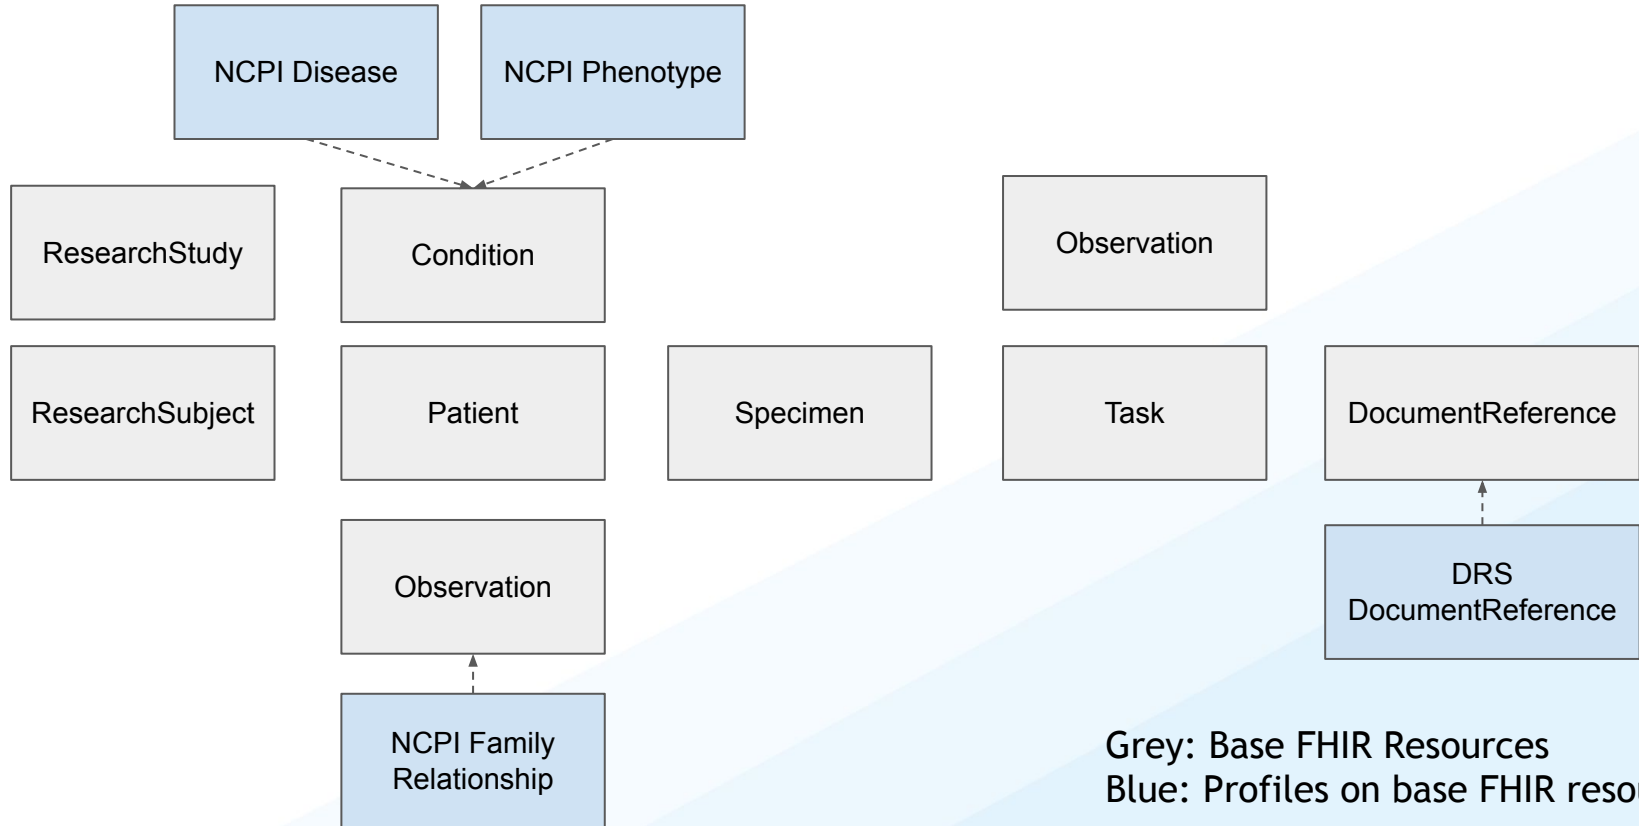 NCPI Disease
NCPI Phenotype
ResearchStudy
Condition
Observation
ResearchSubject
Patient
Specimen
Task
DocumentReference
Observation
DRS
DocumentReference
NCPI Family
Relationship
Grey: Base FHIR Resources
Blue: Profiles on base FHIR